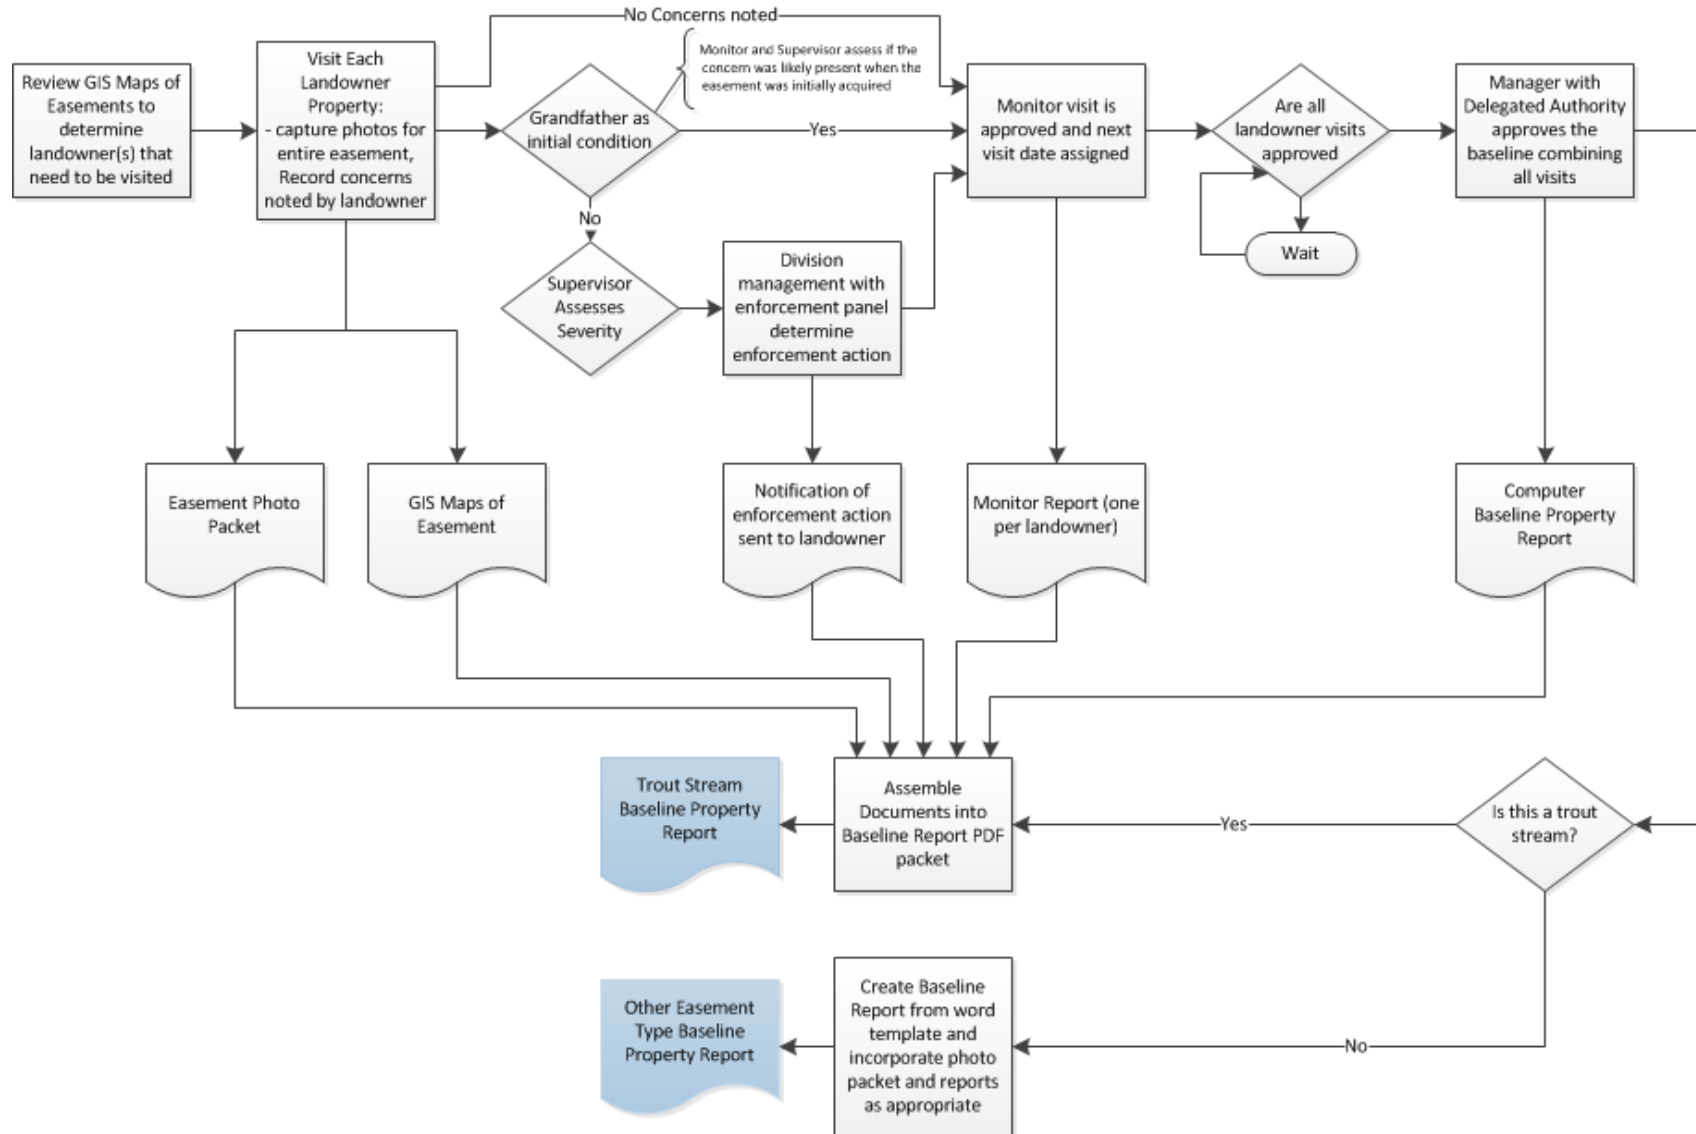 No Concerns noted
Review GIS Maps of
Easements to
determine
landowner(s) that
need to be visited
Visit Each
Landowner
Property:
- capture photos for
entire easement,
Record concerns
noted by landowner
Grandfather as
initial condition
Monitor and Supervisor assess if the
concern was likely present when the
easement was initially acquired
Yes
No
Monitor visit is
approved and next
visit date assigned
Are all
landowner visits
approved
Wait
Manager with
Delegated Authority
approves the
baseline combining
all visits
Supervisor
Assesses
Severity
Division
management with
enforcement panel
determine
enforcement action
Easement Photo
Packet
GIS Maps of
Easement
Notification of
enforcement action
sent to landowner
Monitor Report (one
per landowner)
Computer
Baseline Property
Report
Trout Stream
Baseline Property
Report
Assemble
Documents into
Baseline Report PDF
packet
Yes
Is this a trout
stream?
Other Easement
Type Baseline
Property Report
Create Baseline
Report from word
template and
incorporate photo
packet and reports
as appropriate
No